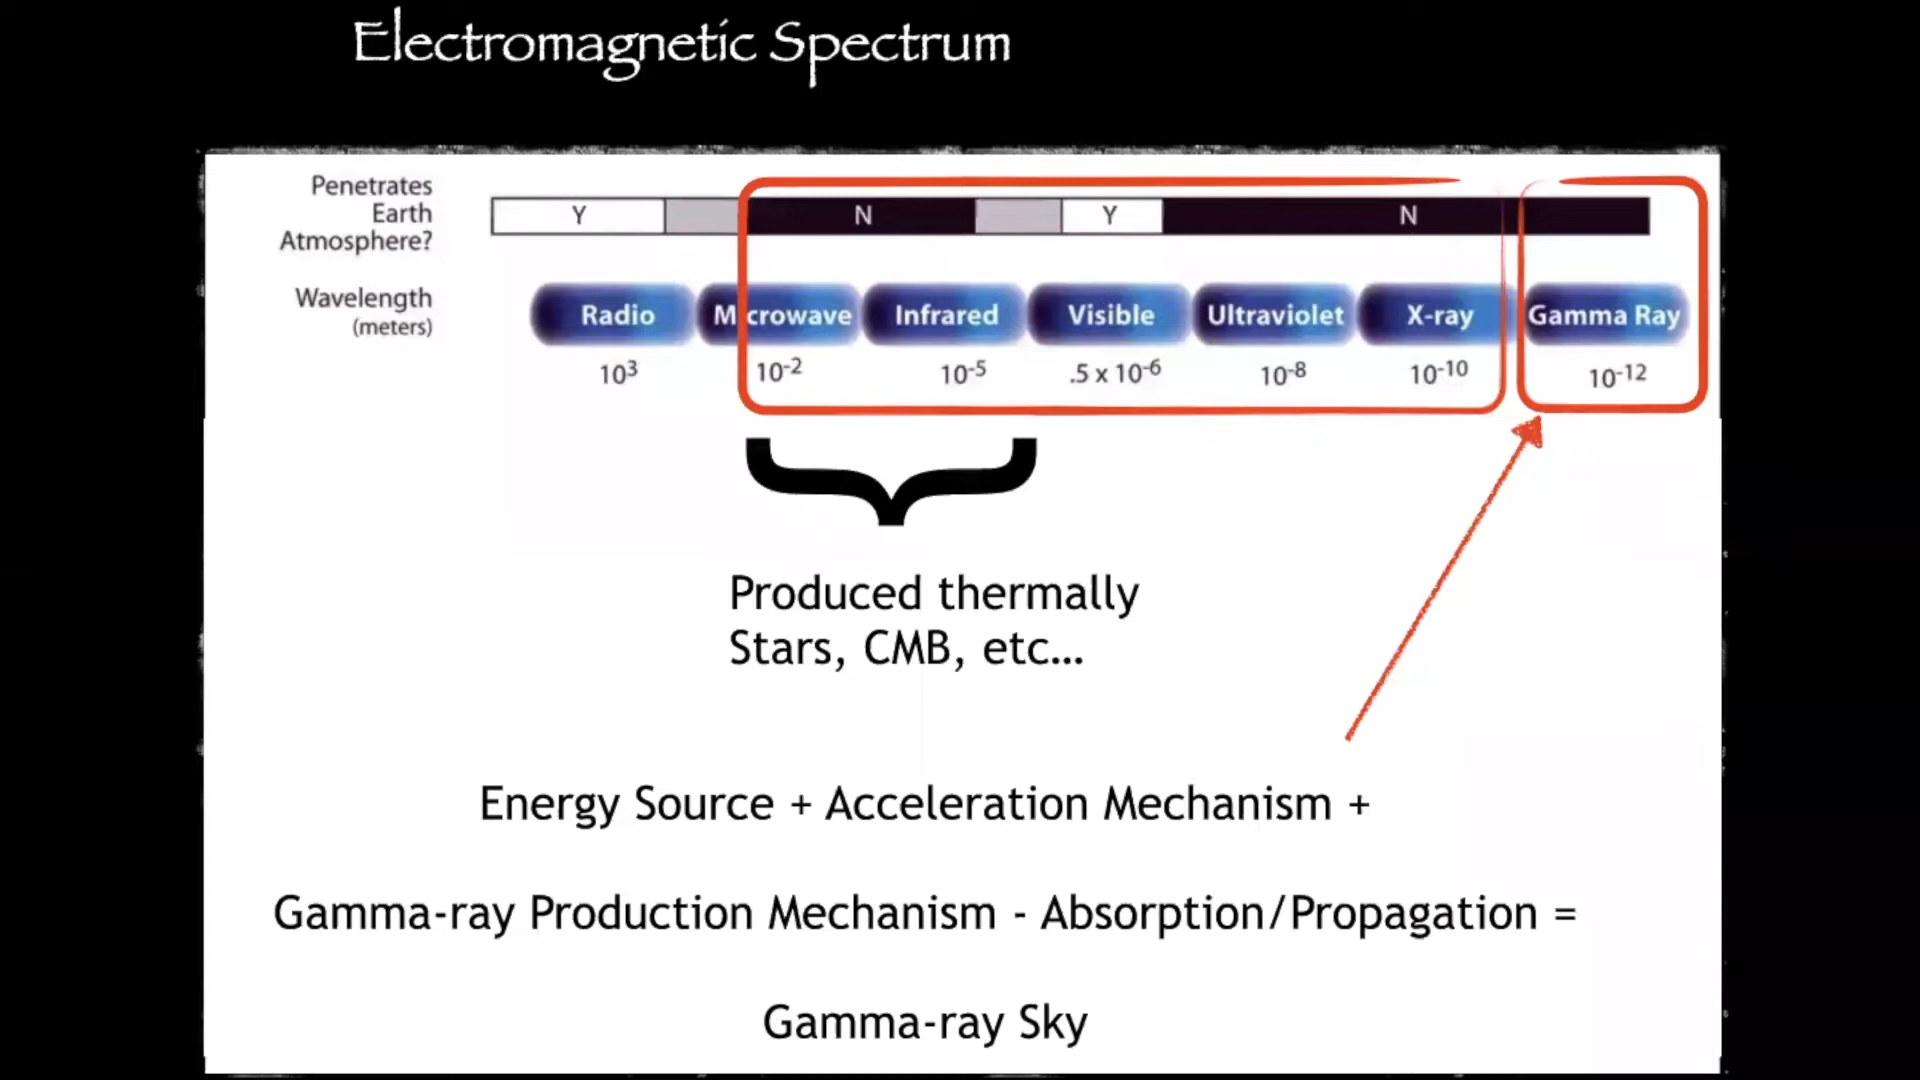 Electromagnetic Spectrum
Penetrates
Earth
Atmosphere?
Y N Y N
Wavelength
(meters)
Radio Microwave Infrared Visible Ultraviolet X-ray Gamma Ray
10³ 10⁻² 10⁻⁵ .5 x 10⁻⁶ 10⁻⁸ 10⁻¹⁰ 10⁻¹²
Produced thermally
Stars, CMB, etc…
Energy Source + Acceleration Mechanism +
Gamma-ray Production Mechanism - Absorption/Propagation =
Gamma-ray Sky